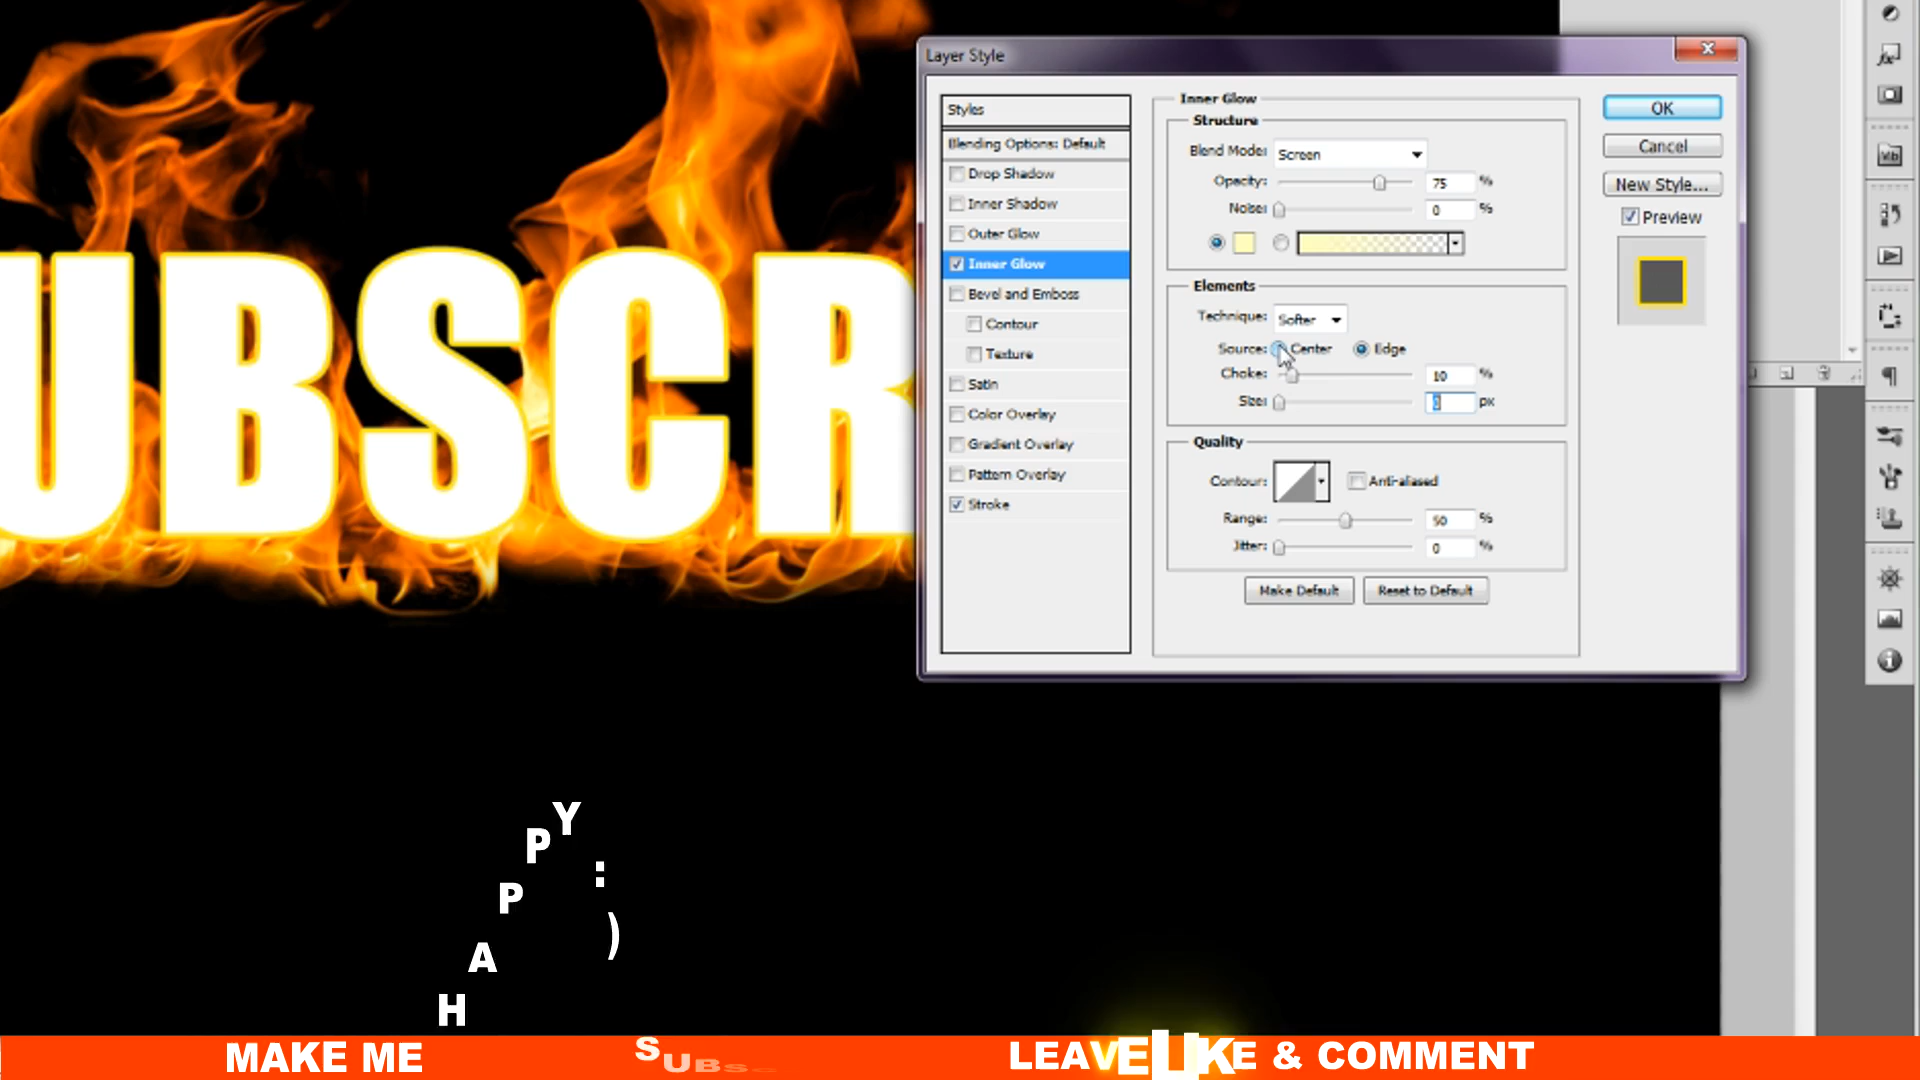 UBSCR
Layer Style
Styles
Blending Options: Default
Drop Shadow
Inner Shadow
Outer Glow
Inner Glow
Bevel and Emboss
Contour
Texture
Satin
Color Overlay
Gradient Overlay
Pattern Overlay
Stroke
Inner Glow
Structure
Blend Mode: Screen
Opacity: 75 %
Noise: 0 %
Elements
Technique: Softer
Source: Center Edge
Choke: 10 %
Size: px
Quality
Contour: Anti-aliased
Range: 50 %
Jitter: 0 %
Make Default Reset to Default
OK
Cancel
New Style...
Preview
Mb
HAPPY :)
MAKE ME
SUBSC
LEAVE LIKE & COMMENT